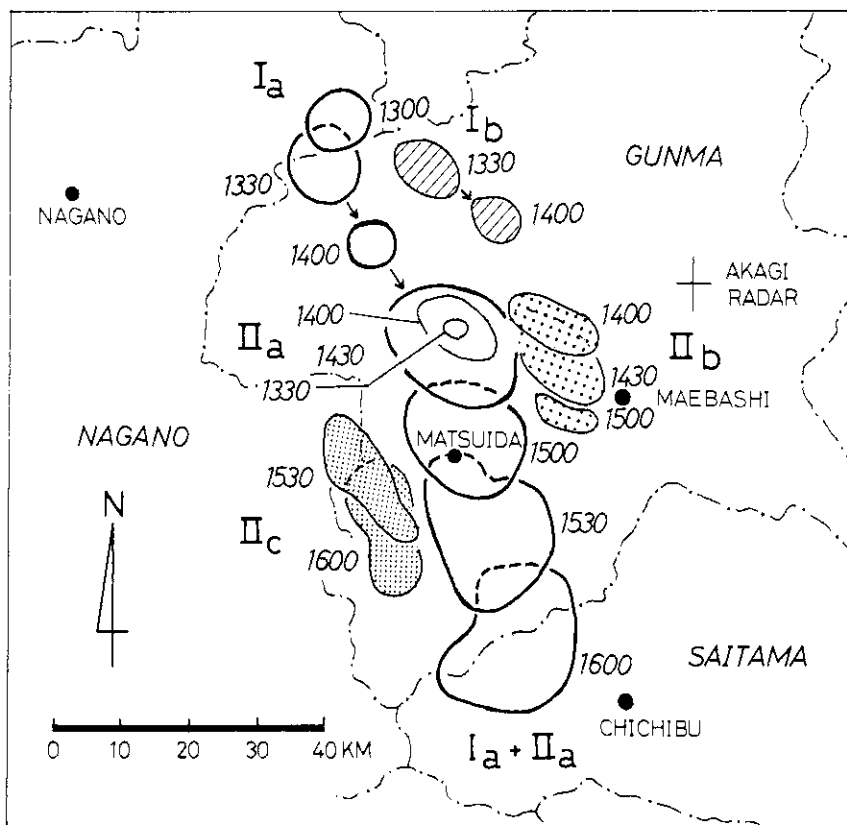 Ia
1300
Ib
1330
GUNMA
1330
NAGANO
1400
1400
AKAGI
RADAR
1400
1400
IIa
IIb
1430
1430
1330
MAEBASHI
1500
NAGANO
MATSUIDA
1500
1530
N
IIc
1530
1600
SAITAMA
1600
0 10 20 30 40 KM
CHICHIBU
Ia + IIa